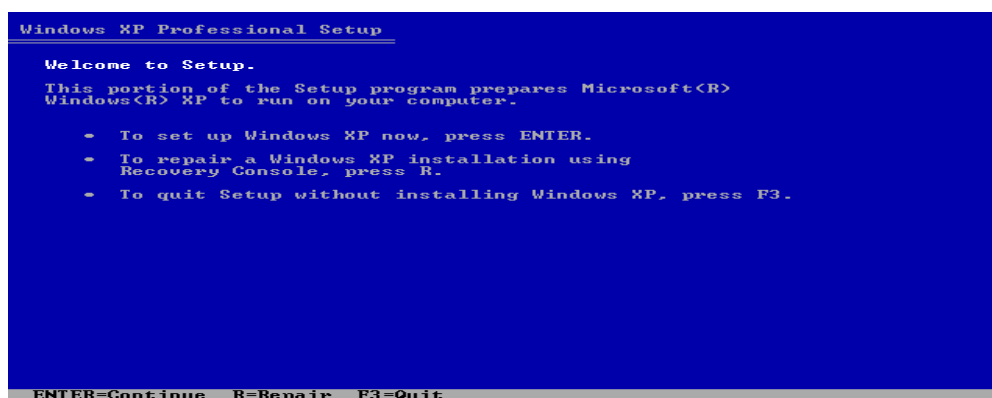 Windows XP Professional Setup
Welcome to Setup.
This portion of the Setup program prepares Microsoft(R)
Windows(R) XP to run on your computer.
• To set up Windows XP now, press ENTER.
• To repair a Windows XP installation using
Recovery Console, press R.
• To quit Setup without installing Windows XP, press F3.
ENTER=Continue R=Repair F3=Quit